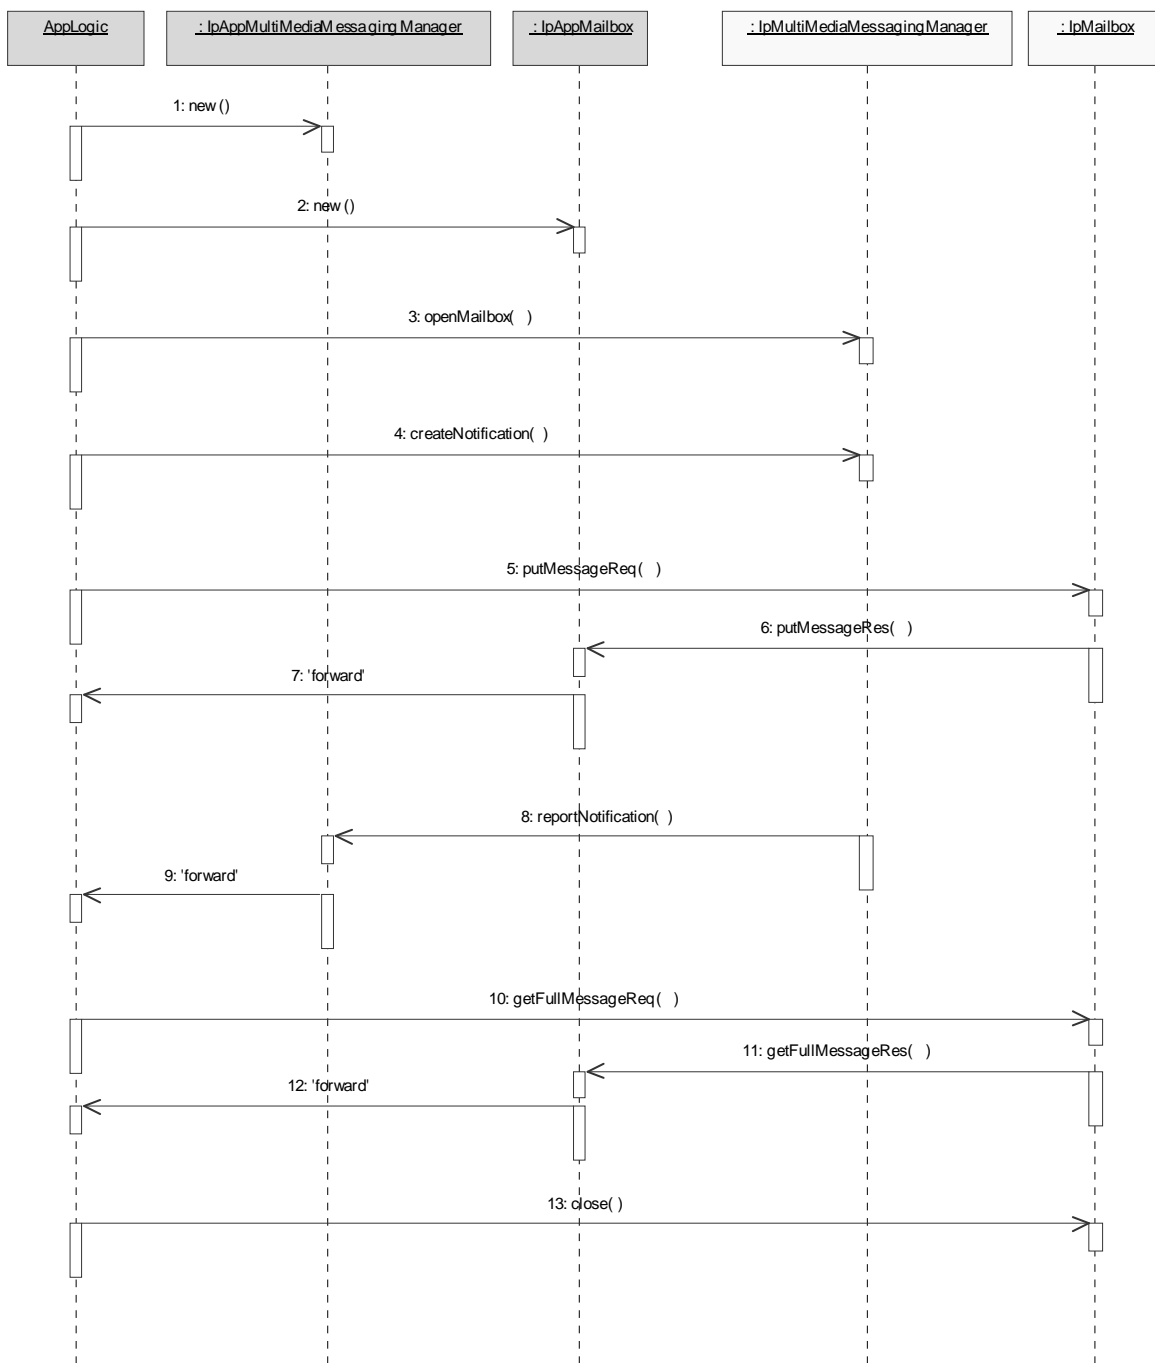 AppLogic
: IpAppMultiMediaMessagingManager
: IpAppMailbox
: IpMultiMediaMessagingManager
: IpMailbox
1: new()
2: new()
3: openMailbox( )
4: createNotification( )
5: putMessageReq( )
6: putMessageRes( )
7: 'forward'
8: reportNotification( )
9: 'forward'
10: getFullMessageReq( )
11: getFullMessageRes( )
12: 'forward'
13: close( )